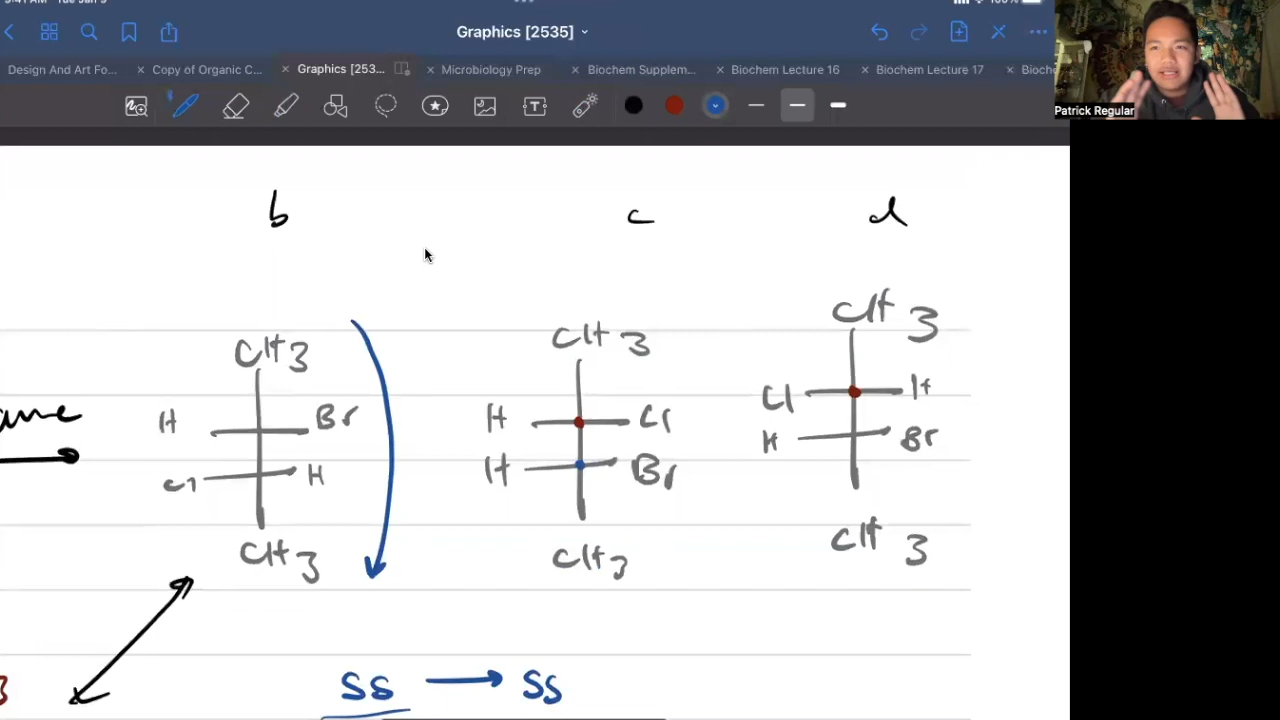 Graphics [2535]
Design And Art Fo...
Copy of Organic C...
Graphics [253...
Microbiology Prep
Biochem Supplem...
Biochem Lecture 16
Biochem Lecture 17
Bioche
Patrick Regular
b
c
d
CH3
H Br
Cl H
CH3
CH3
H Cl
H Br
CH3
CH3
Cl H
H Br
CH3
SS → SS